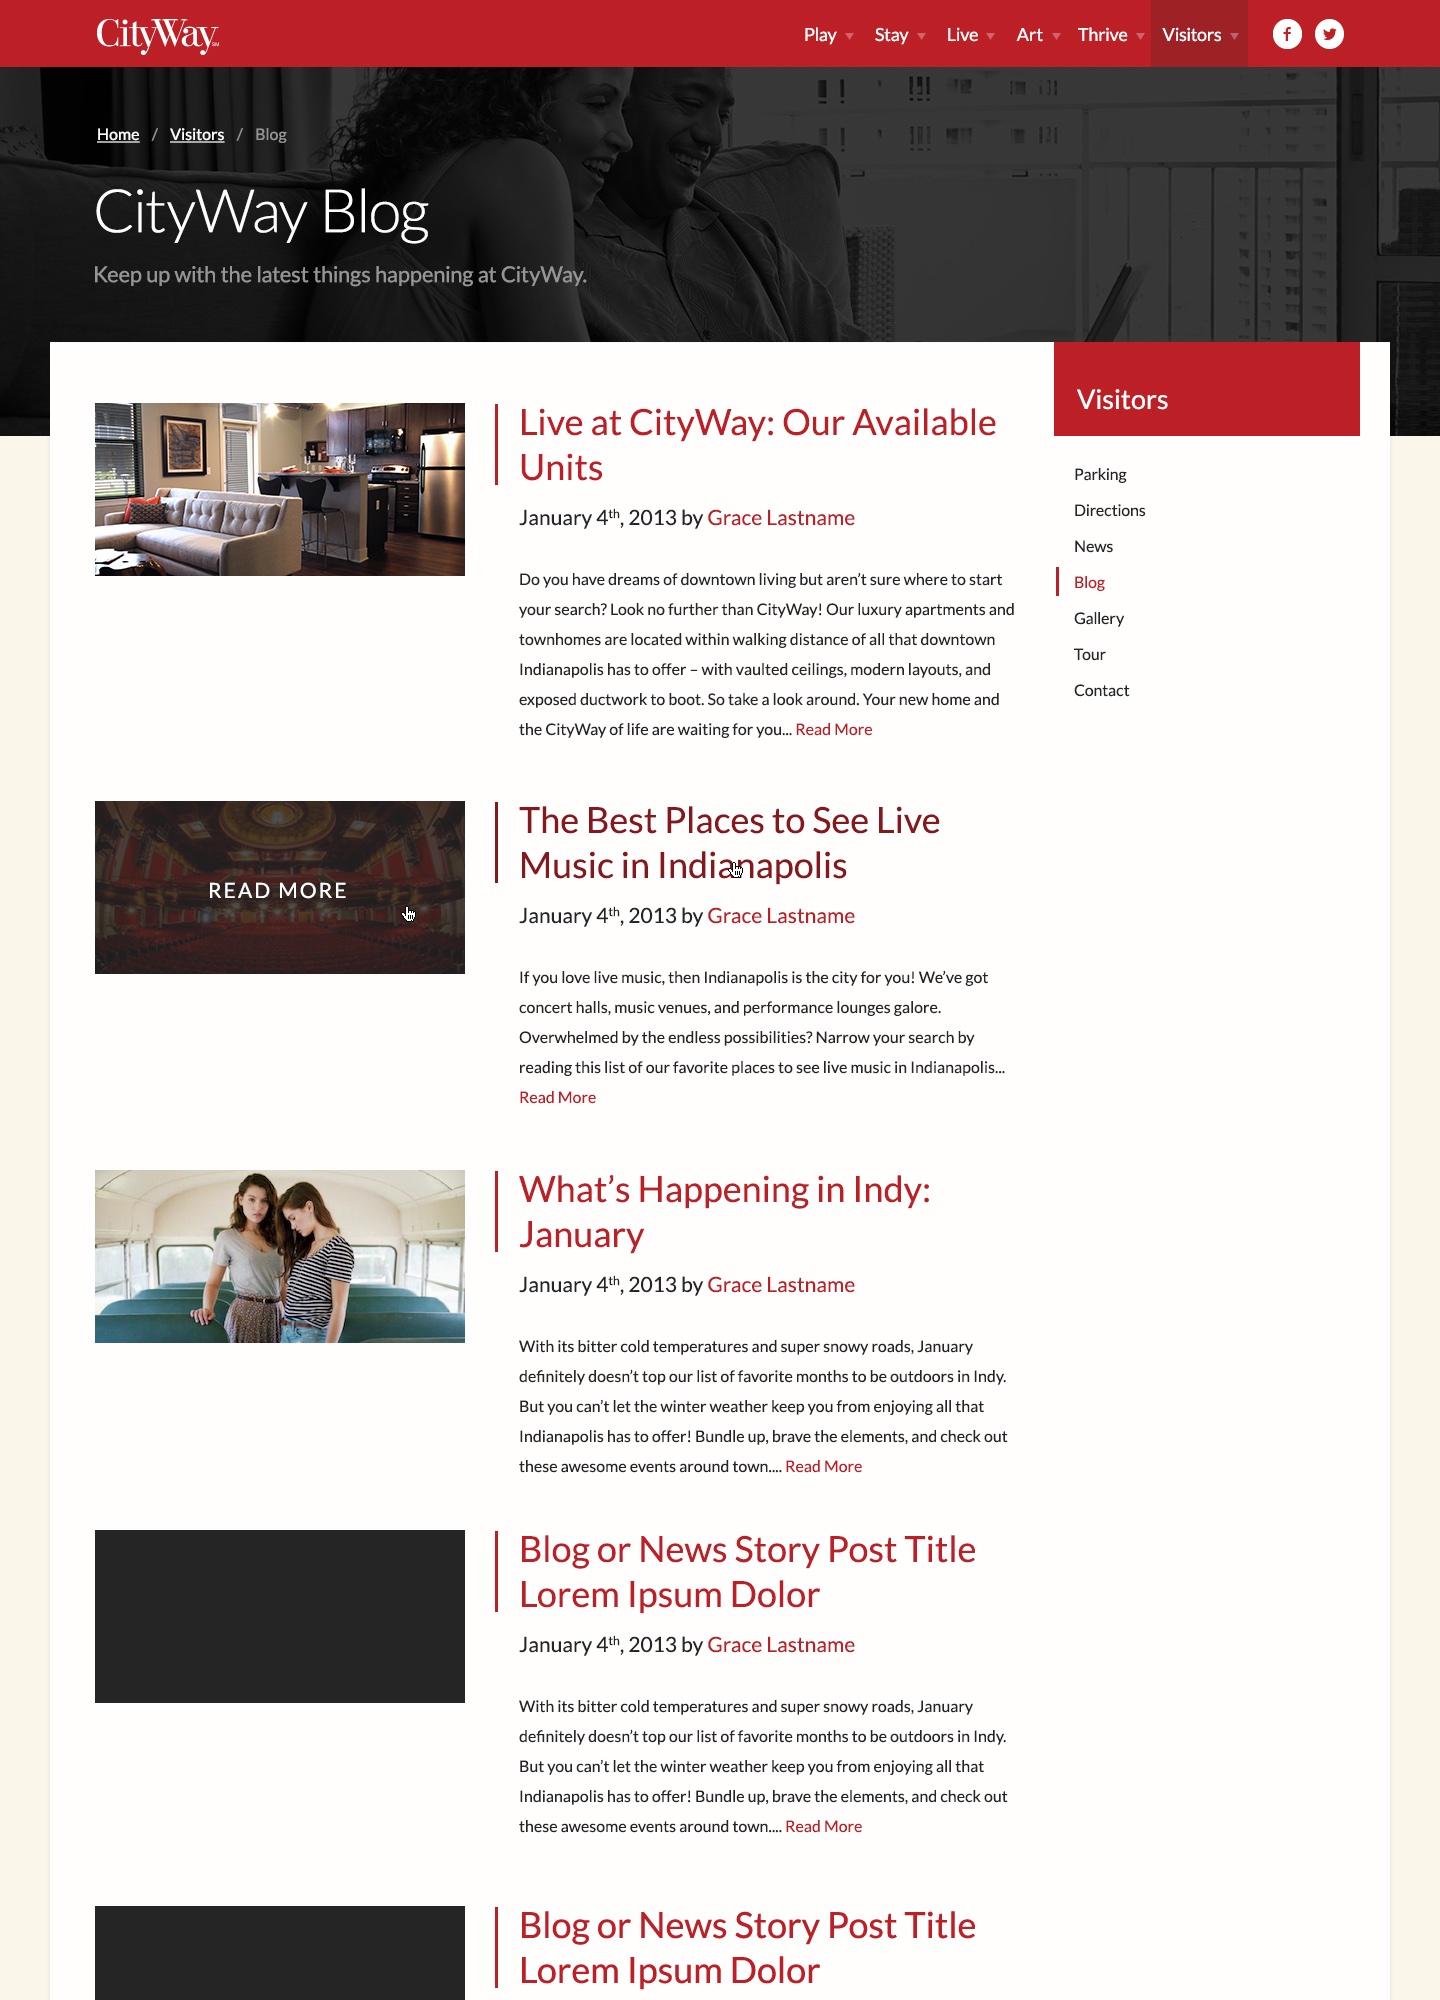 CityWay SM
Play
Stay
Live
Art
Thrive
Visitors
Home / Visitors / Blog
CityWay Blog
Keep up with the latest things happening at CityWay.
Live at CityWay: Our Available
Units
January 4th, 2013 by Grace Lastname
Do you have dreams of downtown living but aren’t sure where to start
your search? Look no further than CityWay! Our luxury apartments and
townhomes are located within walking distance of all that downtown
Indianapolis has to offer – with vaulted ceilings, modern layouts, and
exposed ductwork to boot. So take a look around. Your new home and
the CityWay of life are waiting for you... Read More
READ MORE
The Best Places to See Live
Music in Indianapolis
January 4th, 2013 by Grace Lastname
If you love live music, then Indianapolis is the city for you! We’ve got
concert halls, music venues, and performance lounges galore.
Overwhelmed by the endless possibilities? Narrow your search by
reading this list of our favorite places to see live music in Indianapolis...
Read More
What’s Happening in Indy:
January
January 4th, 2013 by Grace Lastname
With its bitter cold temperatures and super snowy roads, January
definitely doesn’t top our list of favorite months to be outdoors in Indy.
But you can’t let the winter weather keep you from enjoying all that
Indianapolis has to offer! Bundle up, brave the elements, and check out
these awesome events around town.... Read More
Blog or News Story Post Title
Lorem Ipsum Dolor
January 4th, 2013 by Grace Lastname
With its bitter cold temperatures and super snowy roads, January
definitely doesn’t top our list of favorite months to be outdoors in Indy.
But you can’t let the winter weather keep you from enjoying all that
Indianapolis has to offer! Bundle up, brave the elements, and check out
these awesome events around town.... Read More
Blog or News Story Post Title
Lorem Ipsum Dolor
Visitors
Parking
Directions
News
Blog
Gallery
Tour
Contact